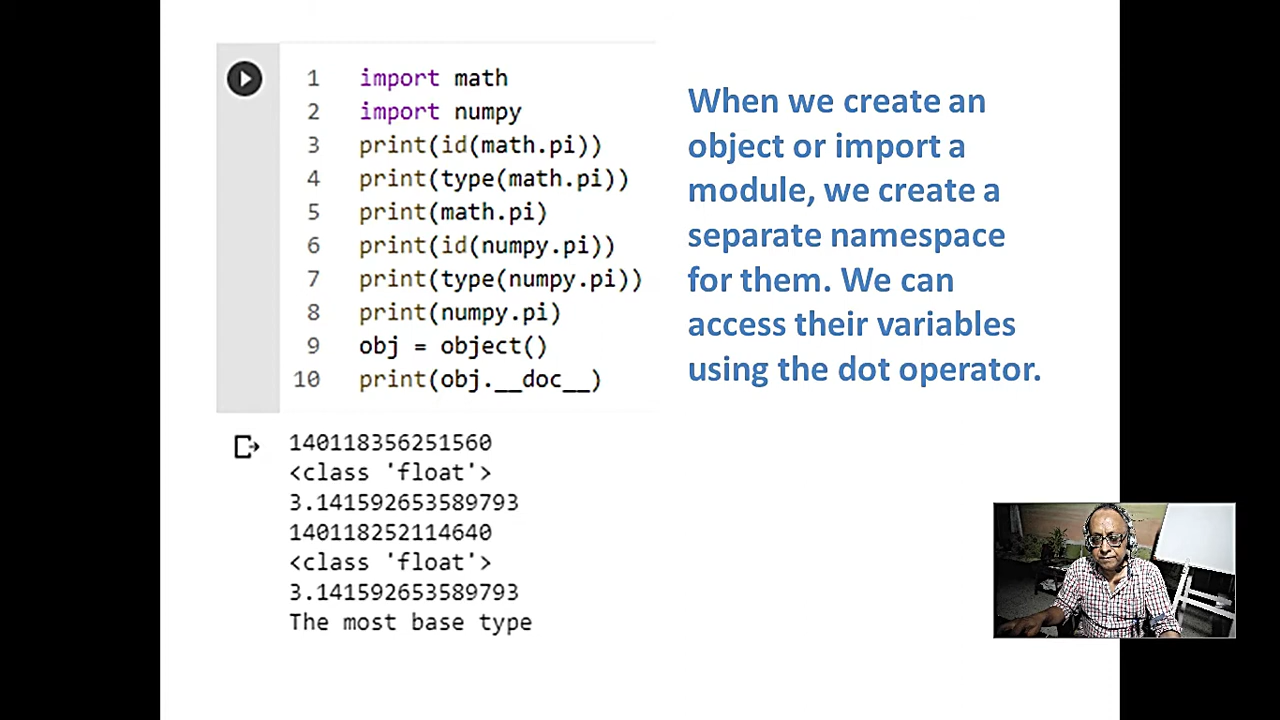 1 import math
2 import numpy
3 print(id(math.pi))
4 print(type(math.pi))
5 print(math.pi)
6 print(id(numpy.pi))
7 print(type(numpy.pi))
8 print(numpy.pi)
9 obj = object()
10 print(obj.__doc__)
140118356251560
<class 'float'>
3.141592653589793
140118252114640
<class 'float'>
3.141592653589793
The most base type
When we create an
object or import a
module, we create a
separate namespace
for them. We can
access their variables
using the dot operator.